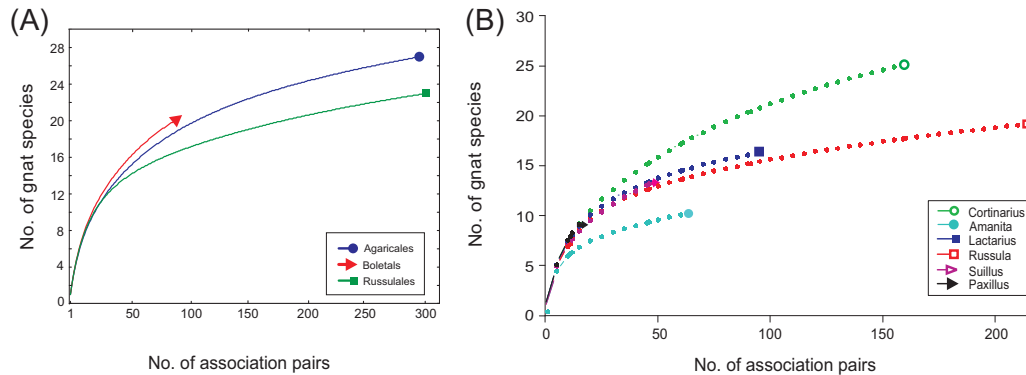 (A)
No. of gnat species
28
24
20
16
12
8
4
0
1
50
100
150
200
250
300
No. of association pairs
Agaricales
Boletals
Russulales
(B)
No. of gnat species
30
25
20
15
10
5
0
0
50
100
150
200
No. of association pairs
Cortinarius
Amanita
Lactarius
Russula
Suillus
Paxillus